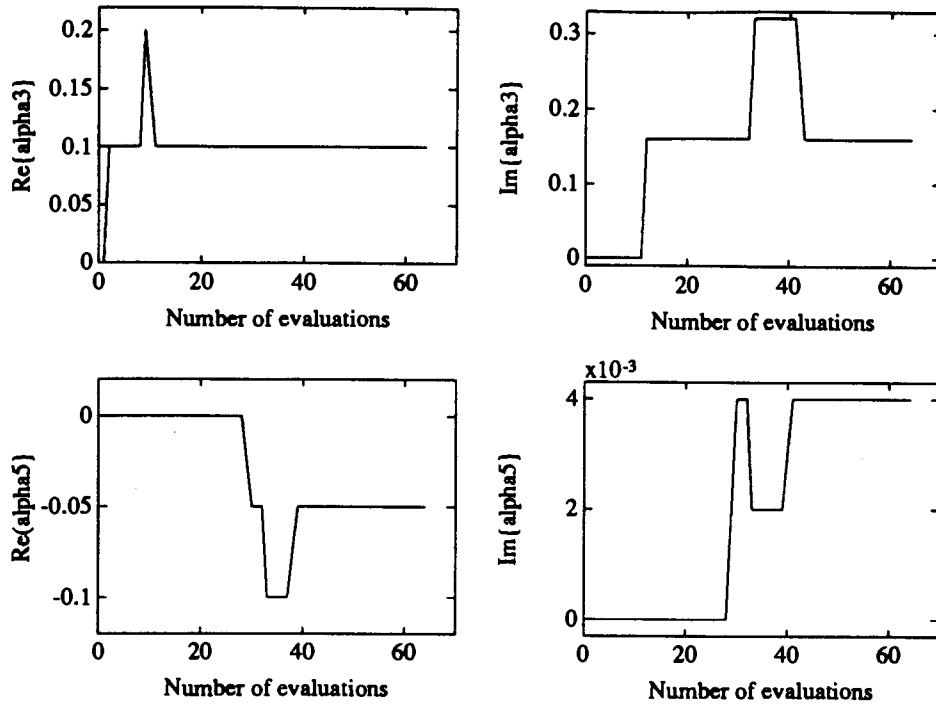 Re{alpha3}
0.2
0.15
0.1
0.05
0
0 20 40 60
Number of evaluations
Im{alpha3}
0.3
0.2
0.1
0
0 20 40 60
Number of evaluations
Re(alpha5}
0
-0.05
-0.1
0 20 40 60
Number of evaluations
x10-3
Im{alpha5}
4
2
0
0 20 40 60
Number of evaluations